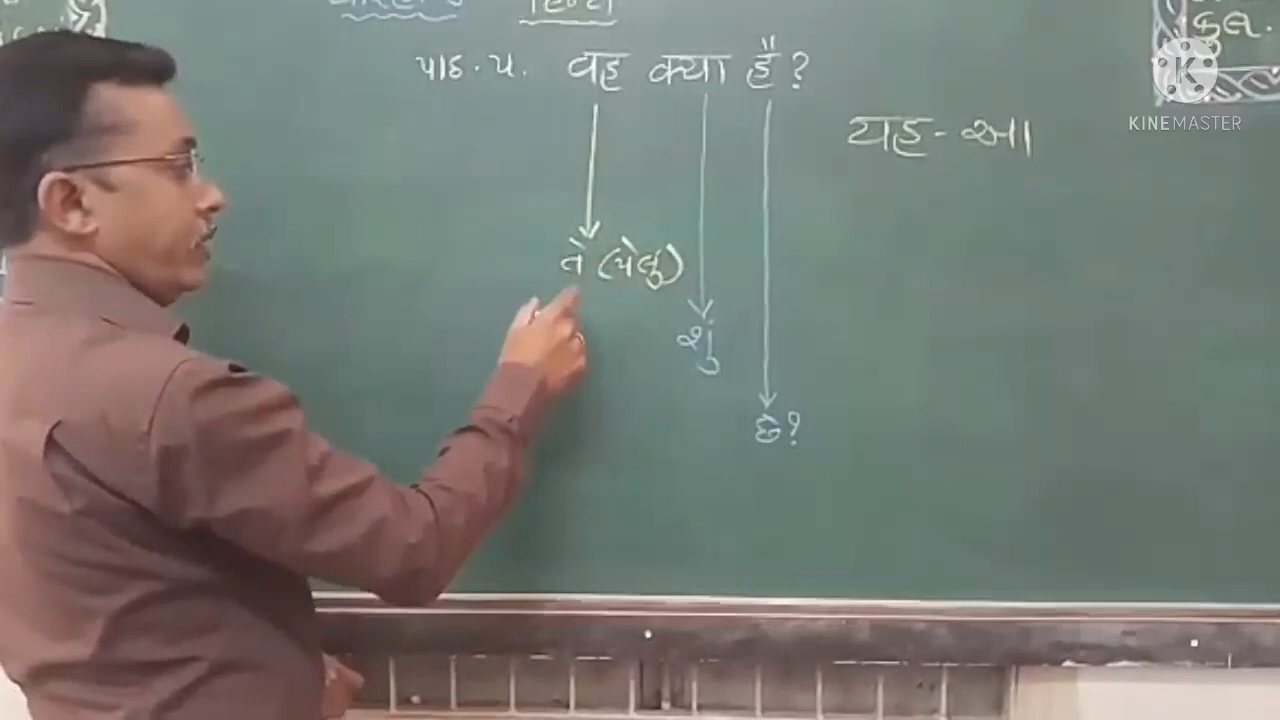 हिन्दी
કુલ.
પાઠ.૫. वह क्या है?
यह - આ
તે (પેલું)
શું
છે?
KINEMASTER